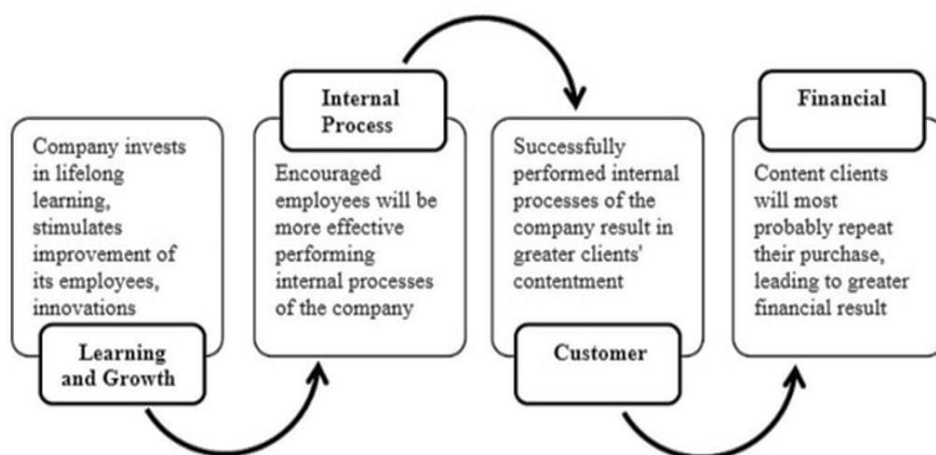 Company invests
in lifelong
learning,
stimulates
improvement of
its employees,
innovations
Learning
and Growth
Internal
Process
Encouraged
employees will be
more effective
performing
internal processes
of the company
Successfully
performed internal
processes of the
company result in
greater clients'
contentment
Customer
Financial
Content clients
will most
probably repeat
their purchase,
leading to greater
financial result